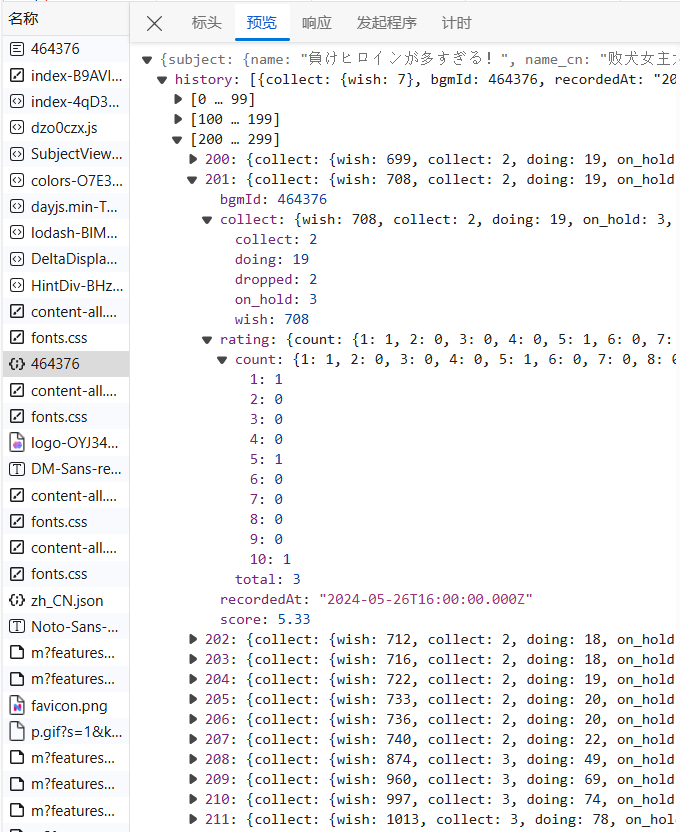 名称
464376
index-B9AVI...
index-4qD3...
dzo0czx.js
SubjectView...
colors-O7E3...
dayjs.min-T...
lodash-BIM...
DeltaDispla...
HintDiv-BHz...
content-all....
fonts.css
464376
content-all....
fonts.css
logo-OYJ34...
DM-Sans-re...
content-all....
fonts.css
content-all....
fonts.css
zh_CN.json
Noto-Sans-...
m?features...
m?features...
favicon.png
p.gif?s=1&k...
m?features...
m?features...
m?features...
标头 预览 响应 发起程序 计时
{subject: {name: "負けヒロインが多すぎる！", name_cn: "败犬女主
history: [{collect: {wish: 7}, bgmId: 464376, recordedAt: "20
[0 … 99]
[100 … 199]
[200 … 299]
200: {collect: {wish: 699, collect: 2, doing: 19, on_hold
201: {collect: {wish: 708, collect: 2, doing: 19, on_hold
bgmId: 464376
collect: {wish: 708, collect: 2, doing: 19, on_hold: 3,
collect: 2
doing: 19
dropped: 2
on_hold: 3
wish: 708
rating: {count: {1: 1, 2: 0, 3: 0, 4: 0, 5: 1, 6: 0, 7:
count: {1: 1, 2: 0, 3: 0, 4: 0, 5: 1, 6: 0, 7: 0, 8: 0
1: 1
2: 0
3: 0
4: 0
5: 1
6: 0
7: 0
8: 0
9: 0
10: 1
total: 3
recordedAt: "2024-05-26T16:00:00.000Z"
score: 5.33
202: {collect: {wish: 712, collect: 2, doing: 18, on_hold
203: {collect: {wish: 716, collect: 2, doing: 18, on_hold
204: {collect: {wish: 722, collect: 2, doing: 19, on_hold
205: {collect: {wish: 733, collect: 2, doing: 20, on_hold
206: {collect: {wish: 736, collect: 2, doing: 20, on_hold
207: {collect: {wish: 740, collect: 2, doing: 22, on_hold
208: {collect: {wish: 874, collect: 3, doing: 49, on_hold
209: {collect: {wish: 960, collect: 3, doing: 69, on_hold
210: {collect: {wish: 997, collect: 3, doing: 74, on_hold
211: {collect: {wish: 1013, collect: 3, doing: 78, on_hol